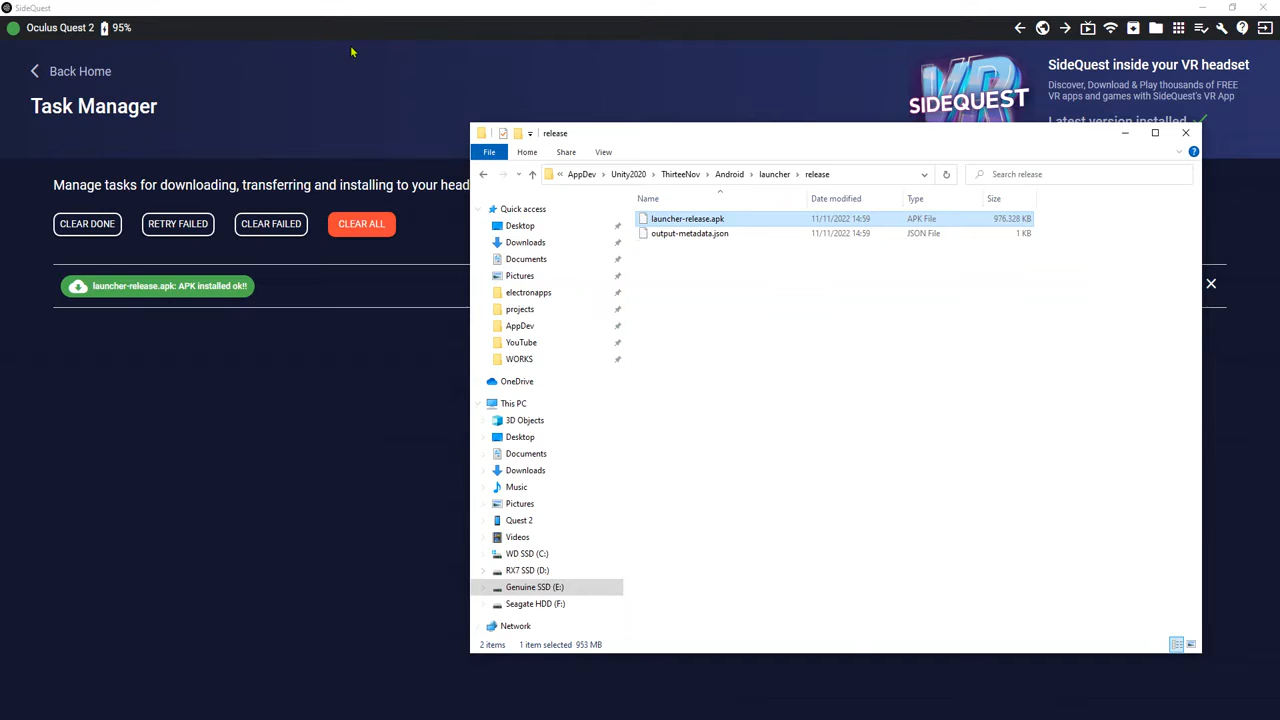 SideQuest
Oculus Quest 2 95%
Back Home
Task Manager
VR
SIDEQUEST
SideQuest inside your VR headset
Discover, Download & Play thousands of FREE
VR apps and games with SideQuest's VR App
Latest version installed
Manage tasks for downloading, transferring and installing to your head
CLEAR DONE
RETRY FAILED
CLEAR FAILED
CLEAR ALL
launcher-release.apk: APK installed ok!!
release
File Home Share View
« AppDev › Unity2020 › ThirteeNov › Android › launcher › release
Search release
Name Date modified Type Size
launcher-release.apk 11/11/2022 14:59 APK File 976.328 KB
output-metadata.json 11/11/2022 14:59 JSON File 1 KB
Quick access
Desktop
Downloads
Documents
Pictures
electronapps
projects
AppDev
YouTube
WORKS
OneDrive
This PC
3D Objects
Desktop
Documents
Downloads
Music
Pictures
Quest 2
Videos
WD SSD (C:)
RX7 SSD (D:)
Genuine SSD (E:)
Seagate HDD (F:)
Network
2 items 1 item selected 953 MB